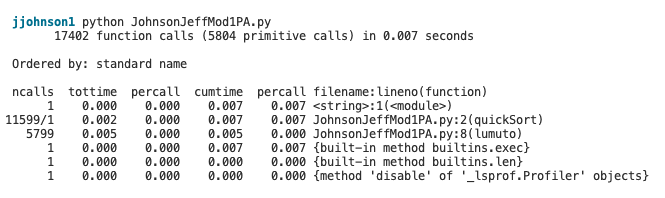 jjohnson1 python JohnsonJeffMod1PA.py
17402 function calls (5804 primitive calls) in 0.007 seconds
Ordered by: standard name
ncalls tottime percall cumtime percall filename:lineno(function)
1 0.000 0.000 0.007 0.007 <string>:1(<module>)
11599/1 0.002 0.000 0.007 0.007 JohnsonJeffMod1PA.py:2(quickSort)
5799 0.005 0.000 0.005 0.000 JohnsonJeffMod1PA.py:8(lumuto)
1 0.000 0.000 0.007 0.007 {built-in method builtins.exec}
1 0.000 0.000 0.000 0.000 {built-in method builtins.len}
1 0.000 0.000 0.000 0.000 {method 'disable' of '_lsprof.Profiler' objects}